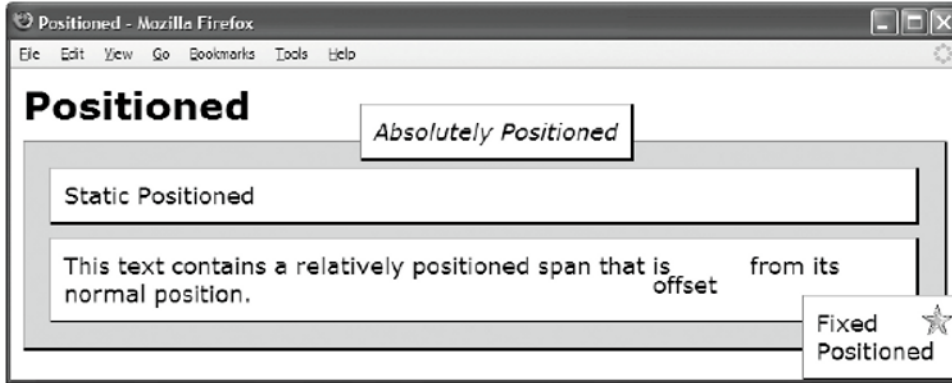 Positioned - Mozilla Firefox
File Edit View Go Bookmarks Tools Help
Positioned
Absolutely Positioned
Static Positioned
This text contains a relatively positioned span that is offset from its
normal position.
Fixed
Positioned